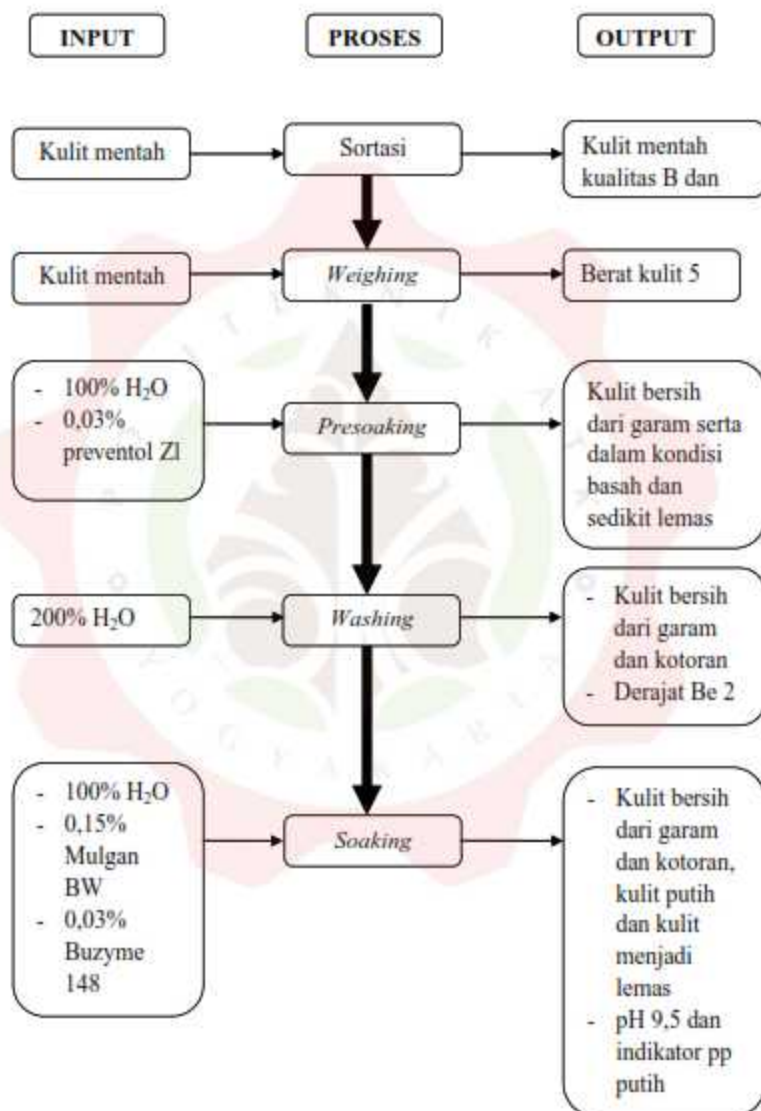 INPUT
PROSES
OUTPUT
Kulit mentah
Sortasi
Kulit mentah
kualitas B dan
Kulit mentah
Weighing
Berat kulit 5
- 100% H₂O
- 0,03%
preventol Zl
Presoaking
Kulit bersih
dari garam serta
dalam kondisi
basah dan
sedikit lemas
200% H₂O
Washing
- Kulit bersih
dari garam
dan kotoran
- Derajat Be 2
- 100% H₂O
- 0,15%
Mulgan
BW
- 0,03%
Buzyme
148
Soaking
- Kulit bersih
dari garam
dan kotoran,
kulit putih
dan kulit
menjadi
lemas
- pH 9,5 dan
indikator pp
putih
POLITEKNIK ATK
YOGYAKARTA